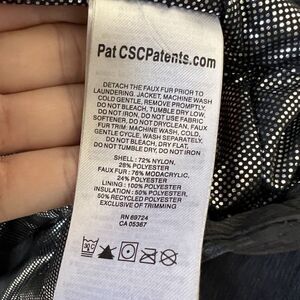 Pat CSCPatents.com
DETACH THE FAUX FUR PRIOR TO
LAUNDERING. JACKET: MACHINE WASH
COLD GENTLE, REMOVE PROMPTLY,
DO NOT BLEACH, TUMBLE DRY LOW,
DO NOT IRON, DO NOT USE FABRIC
SOFTENER, DO NOT DRYCLEAN. FAUX
FUR TRIM: MACHINE WASH, COLD,
GENTLE CYCLE, WASH SEPARATELY,
DO NOT BLEACH, DRY FLAT,
DO NOT TUMBLE DRY, DO NOT IRON
SHELL : 72% NYLON,
28% POLYESTER
FAUX FUR : 76% MODACRYLIC,
24% POLYESTER
LINING : 100% POLYESTER
INSULATION : 50% POLYESTER,
50% RECYCLED POLYESTER
EXCLUSIVE OF TRIMMING
RN 69724
CA 05367